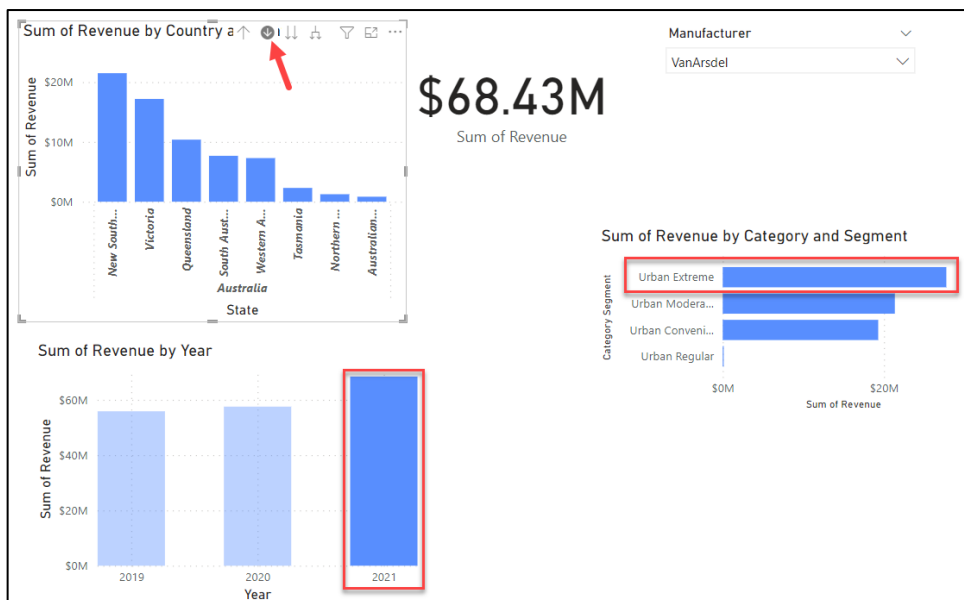 Sum of Revenue by Country a
Sum of Revenue
$20M
$10M
$0M
New South...
Victoria
Queensland
South Aust...
Western A...
Tasmania
Northern ...
Australian...
Australia
State
$68.43M
Sum of Revenue
Manufacturer
VanArsdel
Sum of Revenue by Category and Segment
Category Segment
Urban Extreme
Urban Modera...
Urban Conveni...
Urban Regular
$0M $20M
Sum of Revenue
Sum of Revenue by Year
Sum of Revenue
$60M
$40M
$20M
$0M
2019 2020 2021
Year